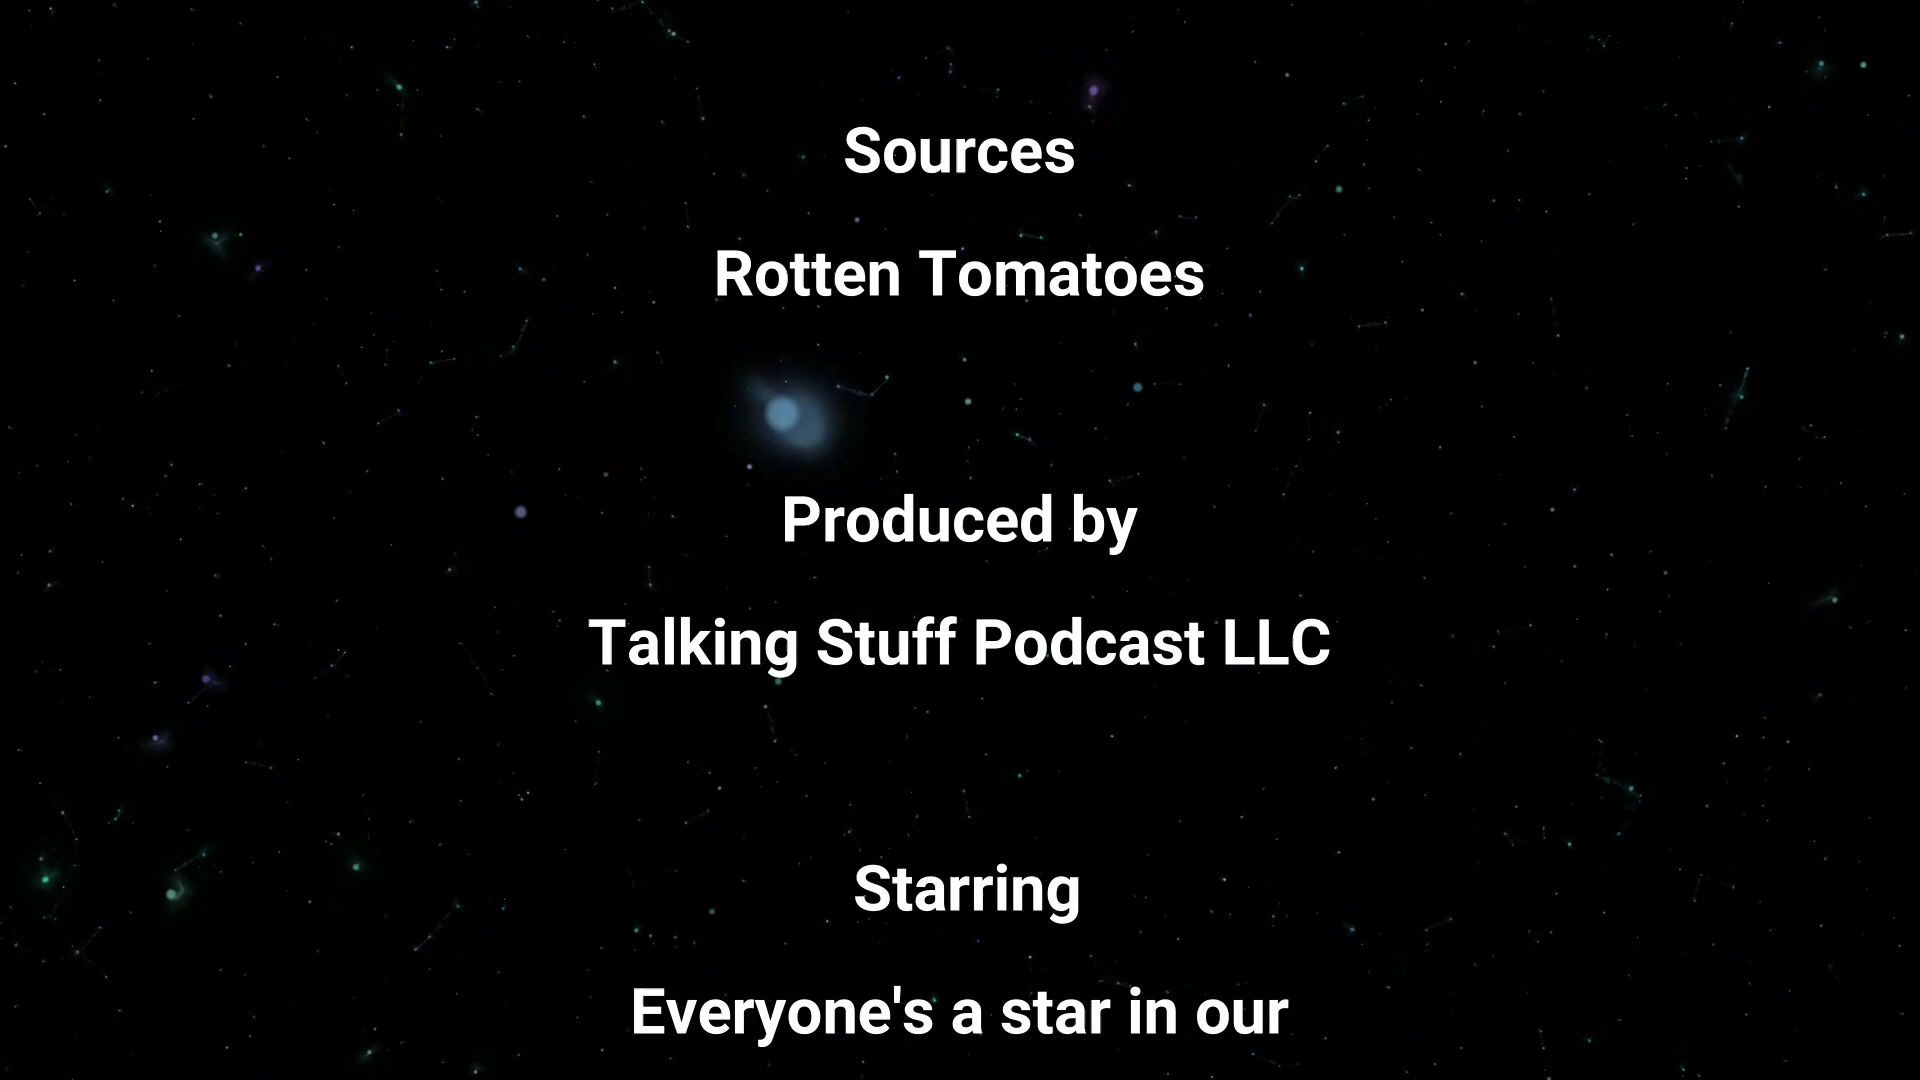 Sources
Rotten Tomatoes
Produced by
Talking Stuff Podcast LLC
Starring
Everyone's a star in our